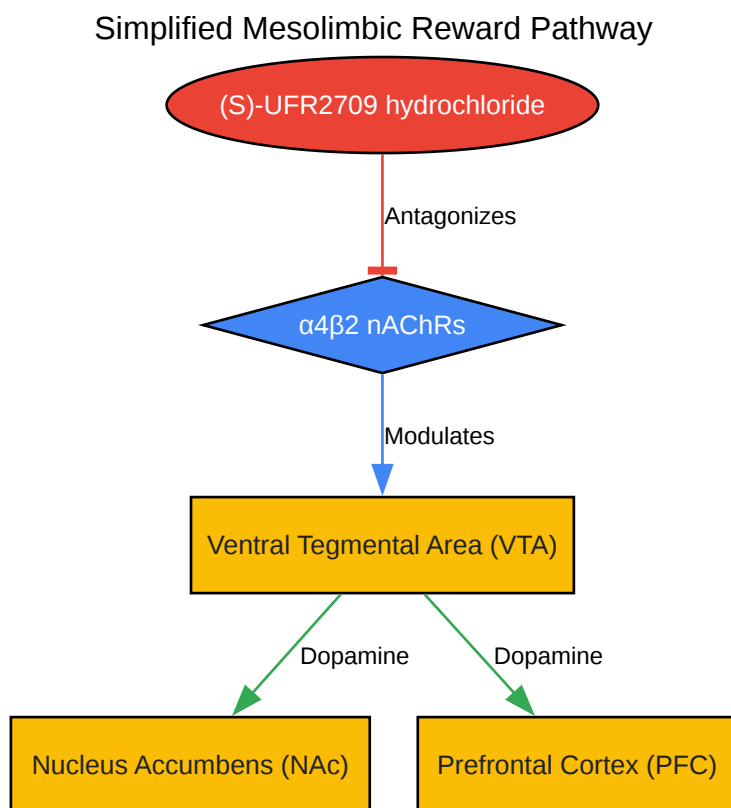 Simplified Mesolimbic Reward Pathway
(S)-UFR2709 hydrochloride
Antagonizes
α4β2 nAChRs
Modulates
Ventral Tegmental Area (VTA)
Dopamine
Dopamine
Nucleus Accumbens (NAc)
Prefrontal Cortex (PFC)